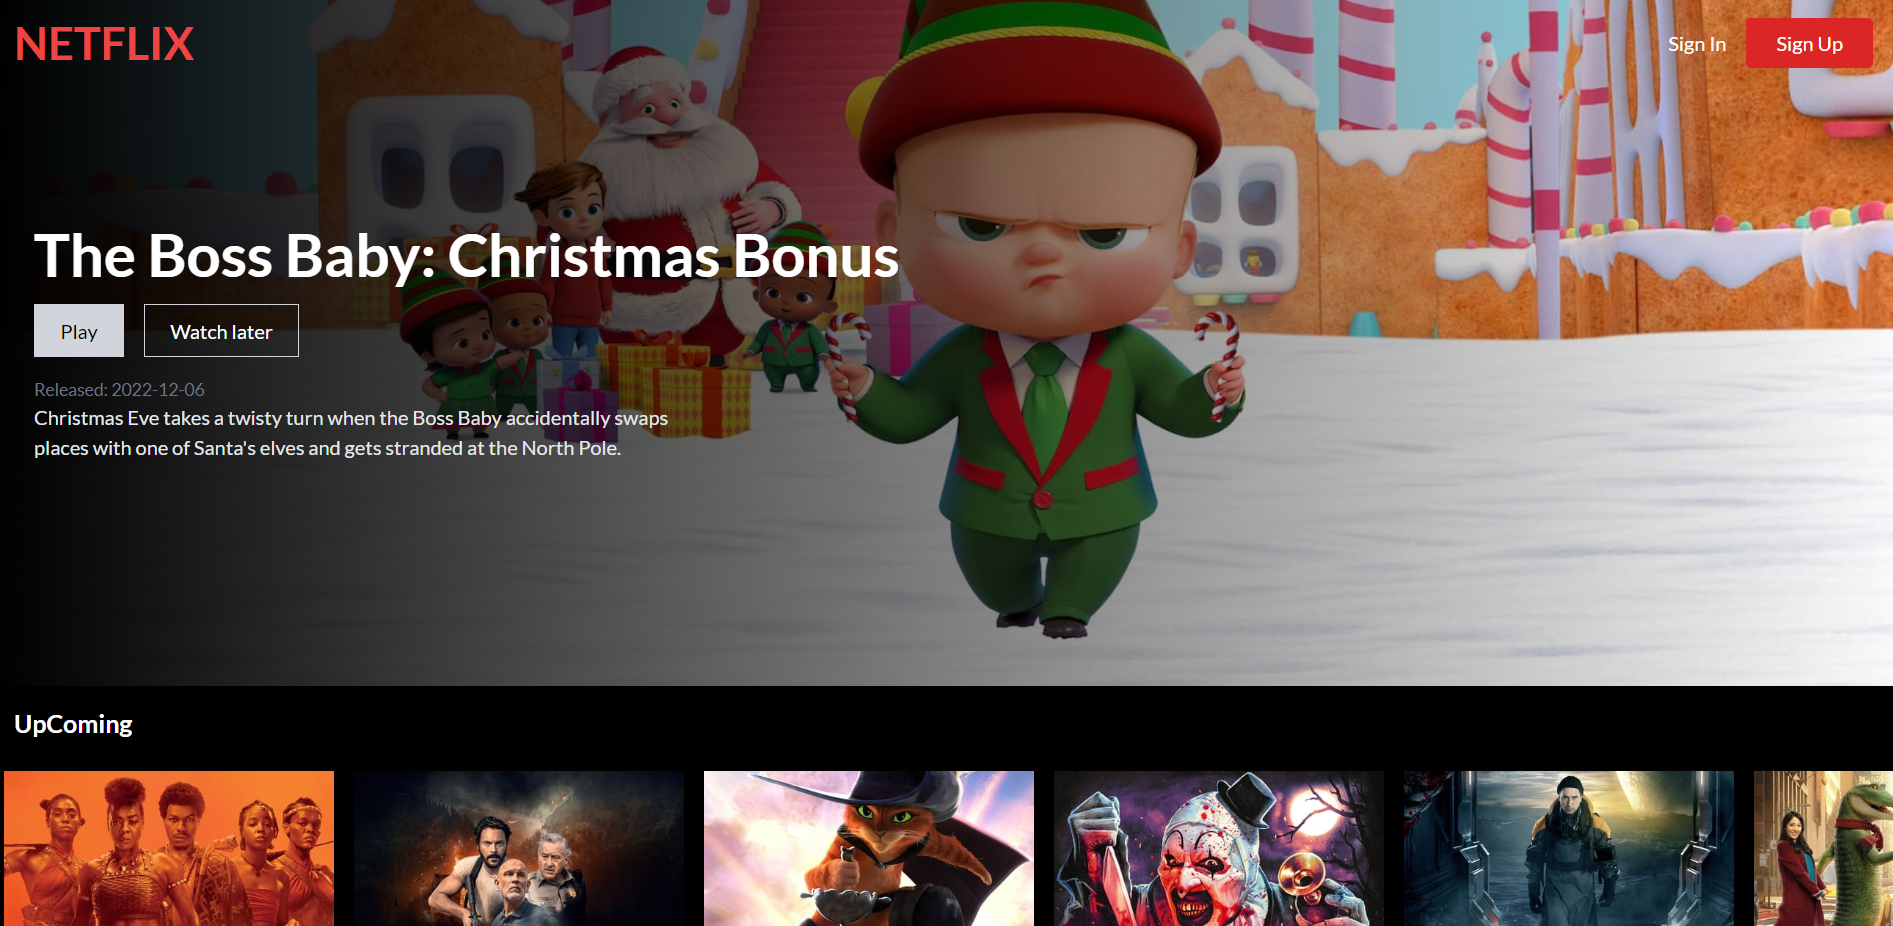 NETFLIX
Sign In
Sign Up
The Boss Baby: Christmas Bonus
Play
Watch later
Released: 2022-12-06
Christmas Eve takes a twisty turn when the Boss Baby accidentally swaps
places with one of Santa's elves and gets stranded at the North Pole.
UpComing